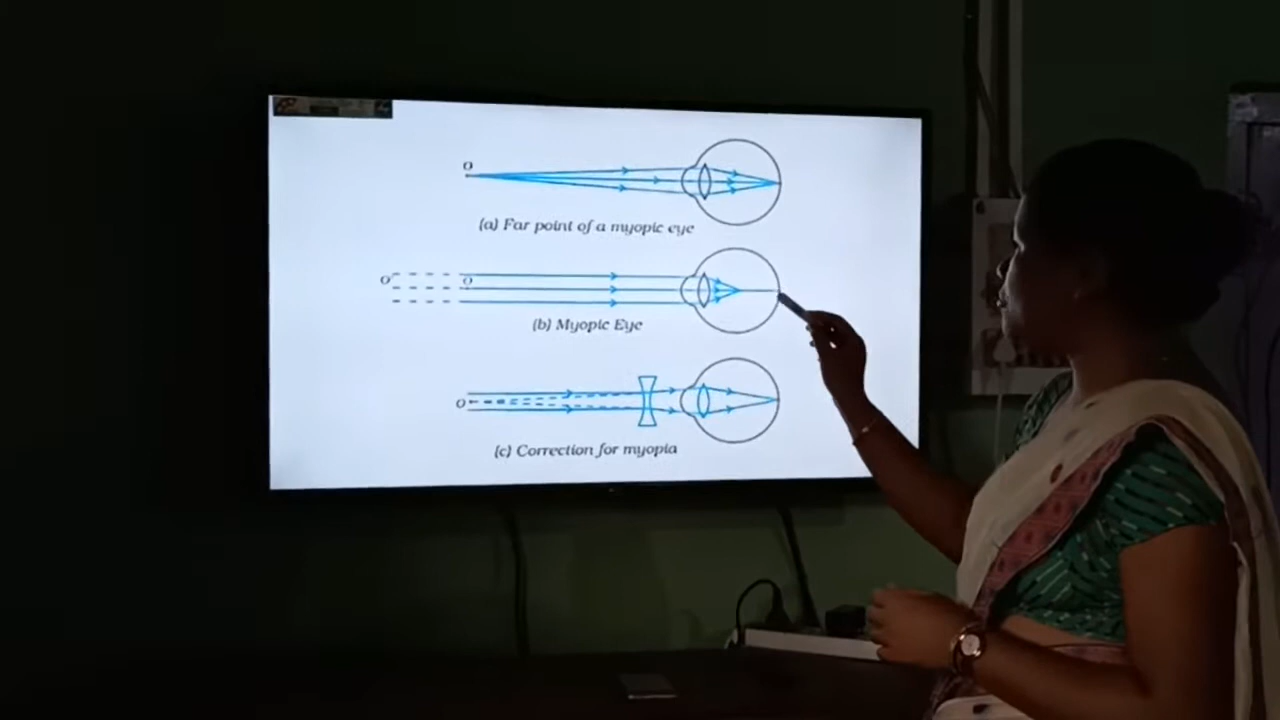 O
(a) Far point of a myopic eye
O' O
(b) Myopic Eye
O
(c) Correction for myopia